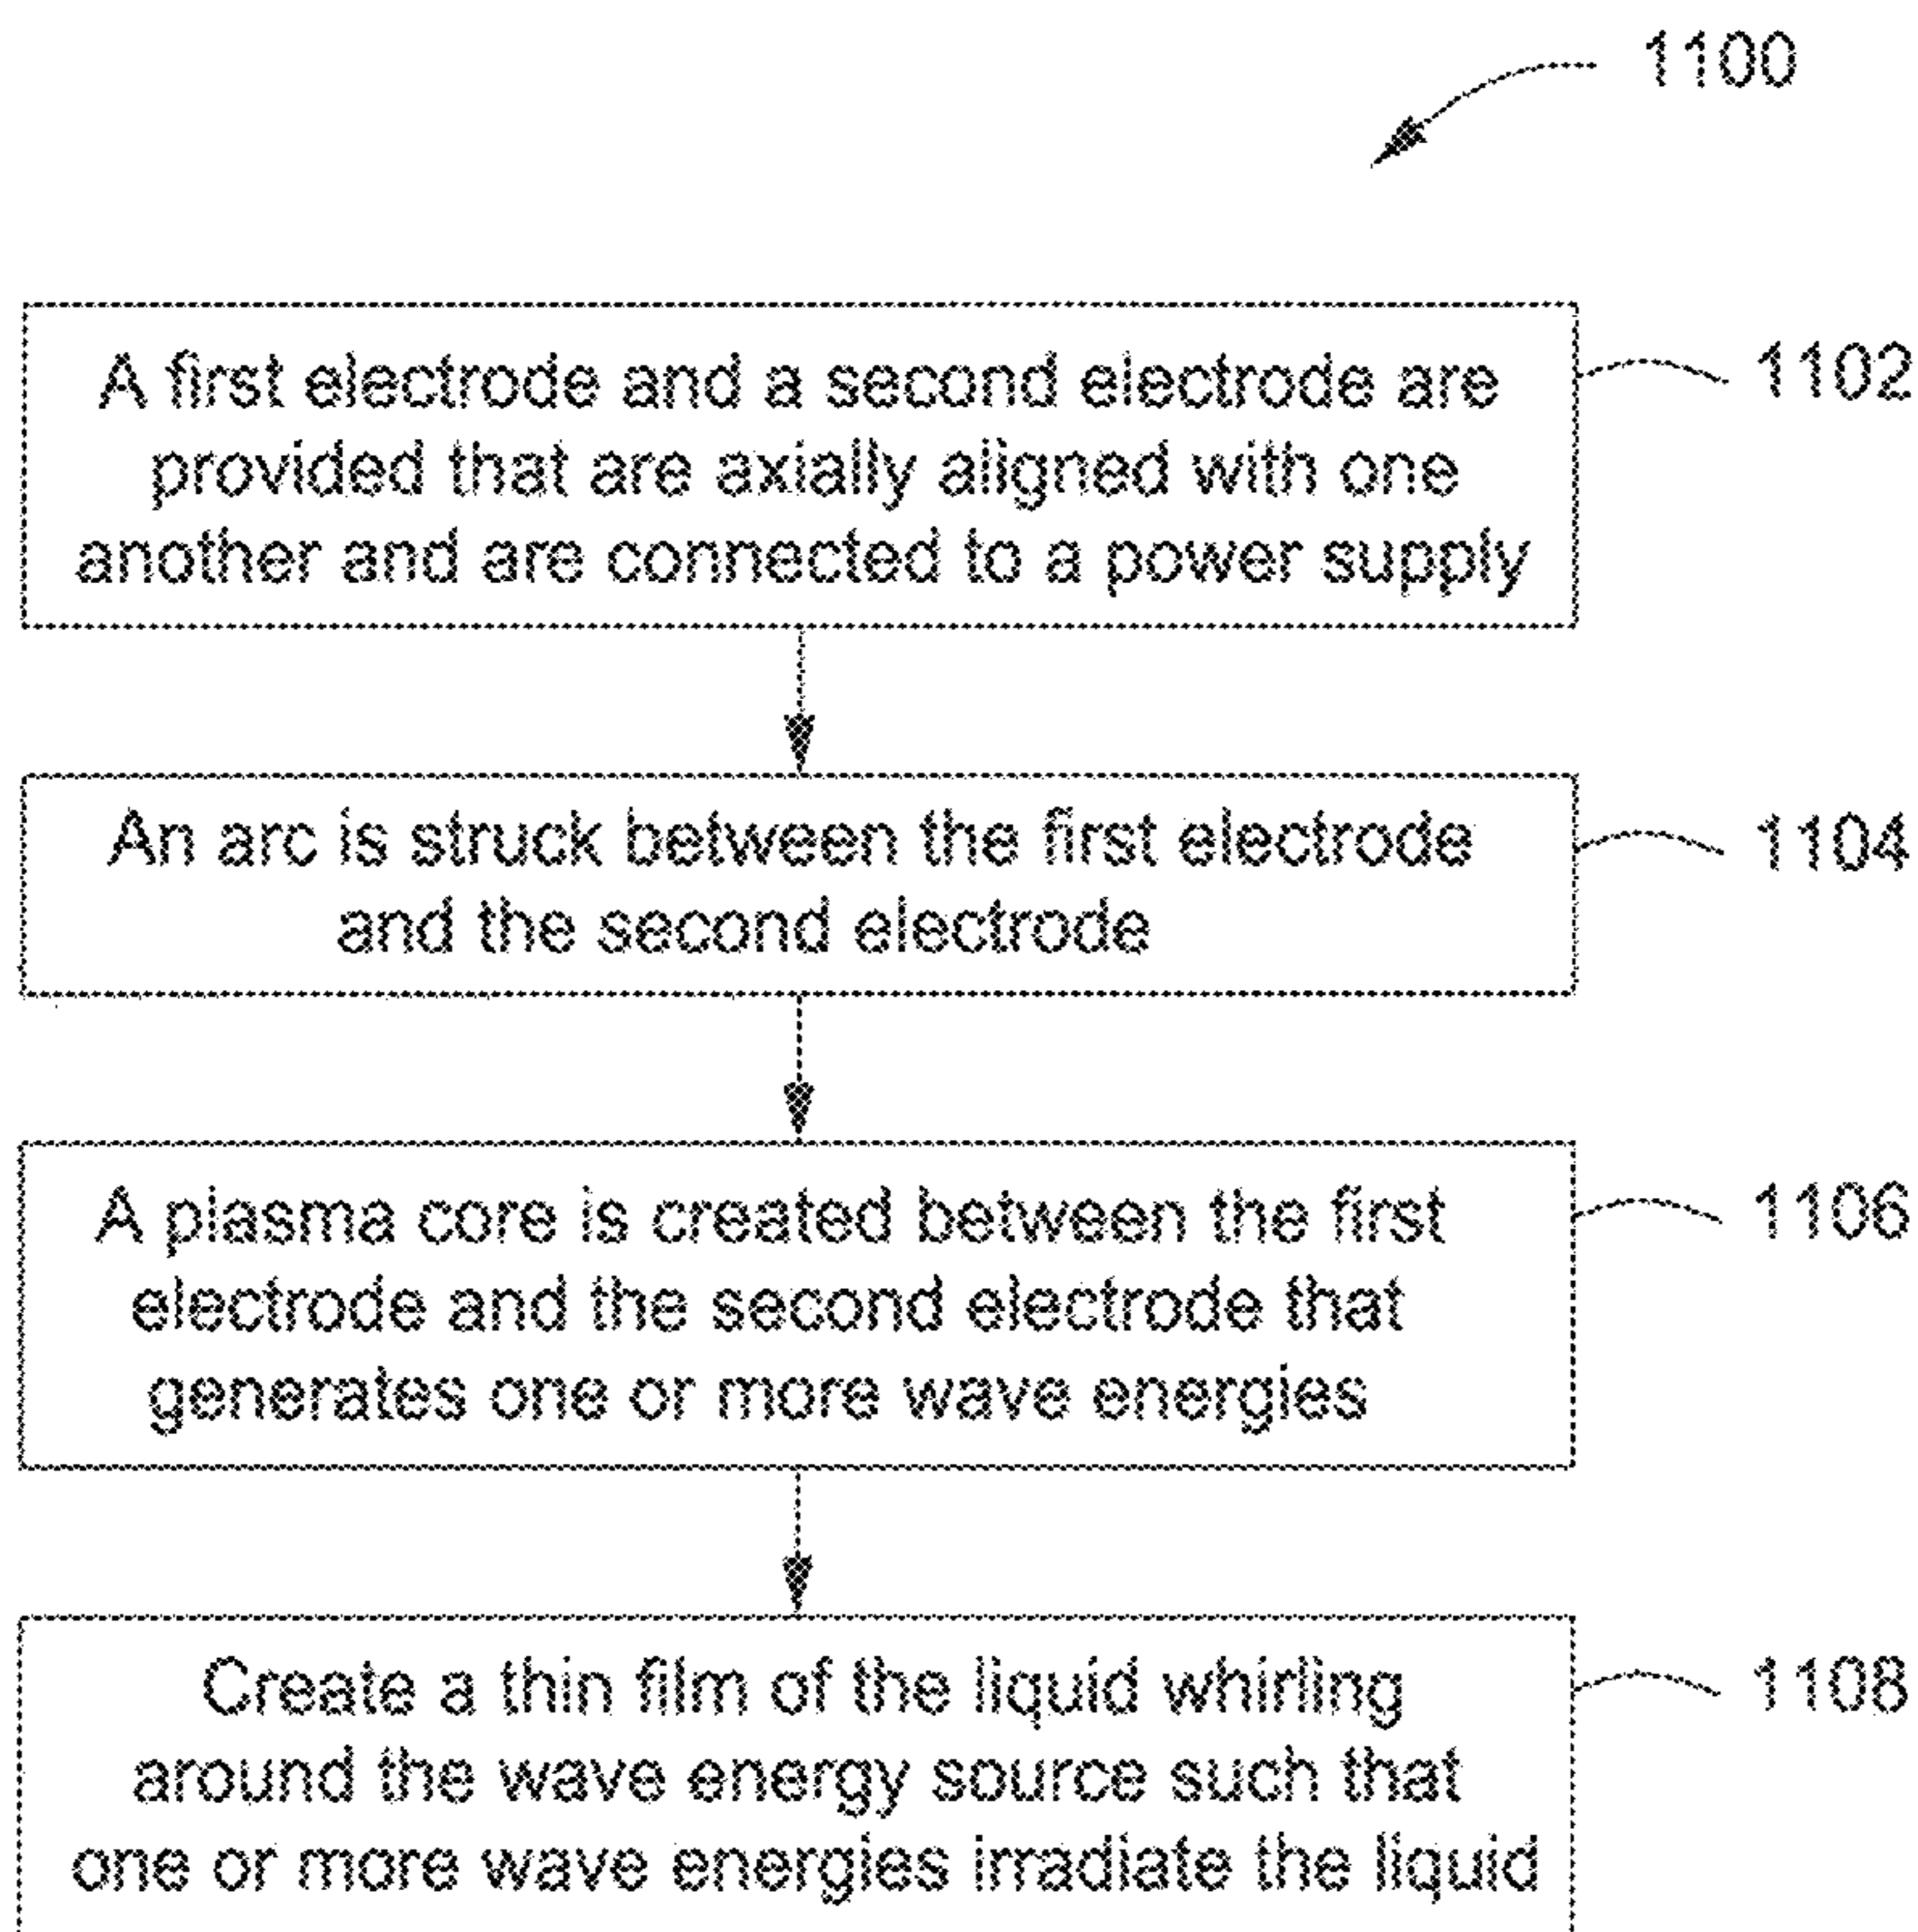 1100
A first electrode and a second electrode are
provided that are axially aligned with one
another and are connected to a power supply
1102
An arc is struck between the first electrode
and the second electrode
1104
A plasma core is created between the first
electrode and the second electrode that
generates one or more wave energies
1106
Create a thin film of the liquid whirling
around the wave energy source such that
one or more wave energies irradiate the liquid
1108